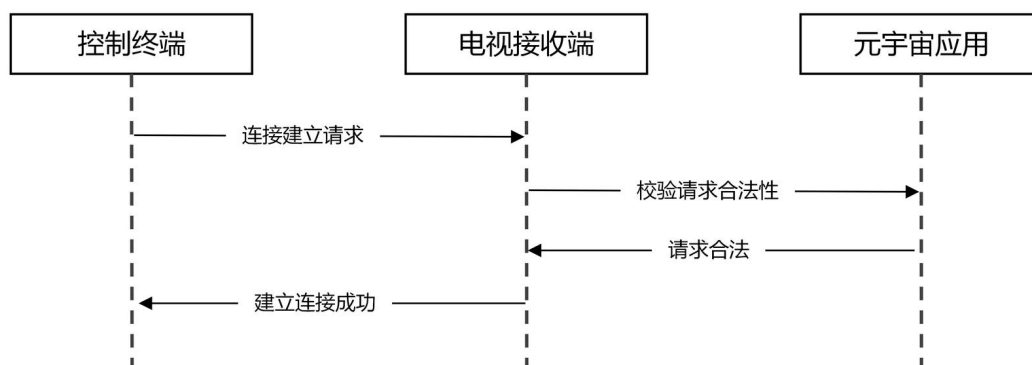 控制终端
电视接收端
元宇宙应用
连接建立请求
校验请求合法性
请求合法
建立连接成功